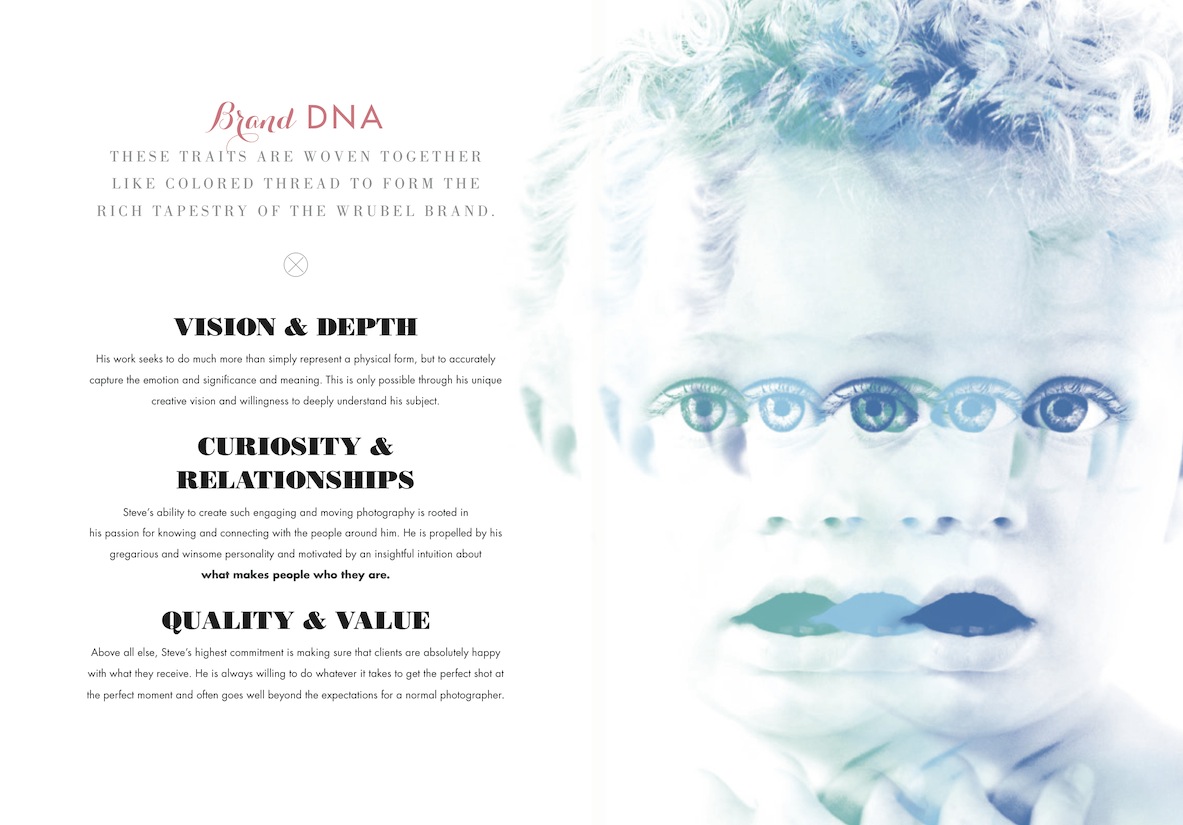 Brand DNA
THESE TRAITS ARE WOVEN TOGETHER
LIKE COLORED THREAD TO FORM THE
RICH TAPESTRY OF THE WRUBEL BRAND.
VISION & DEPTH
His work seeks to do much more than simply represent a physical form, but to accurately
capture the emotion and significance and meaning. This is only possible through his unique
creative vision and willingness to deeply understand his subject.
CURIOSITY &
RELATIONSHIPS
Steve's ability to create such engaging and moving photography is rooted in
his passion for knowing and connecting with the people around him. He is propelled by his
gregarious and winsome personality and motivated by an insightful intuition about
what makes people who they are.
QUALITY & VALUE
Above all else, Steve's highest commitment is making sure that clients are absolutely happy
with what they receive. He is always willing to do whatever it takes to get the perfect shot at
the perfect moment and often goes well beyond the expectations for a normal photographer.